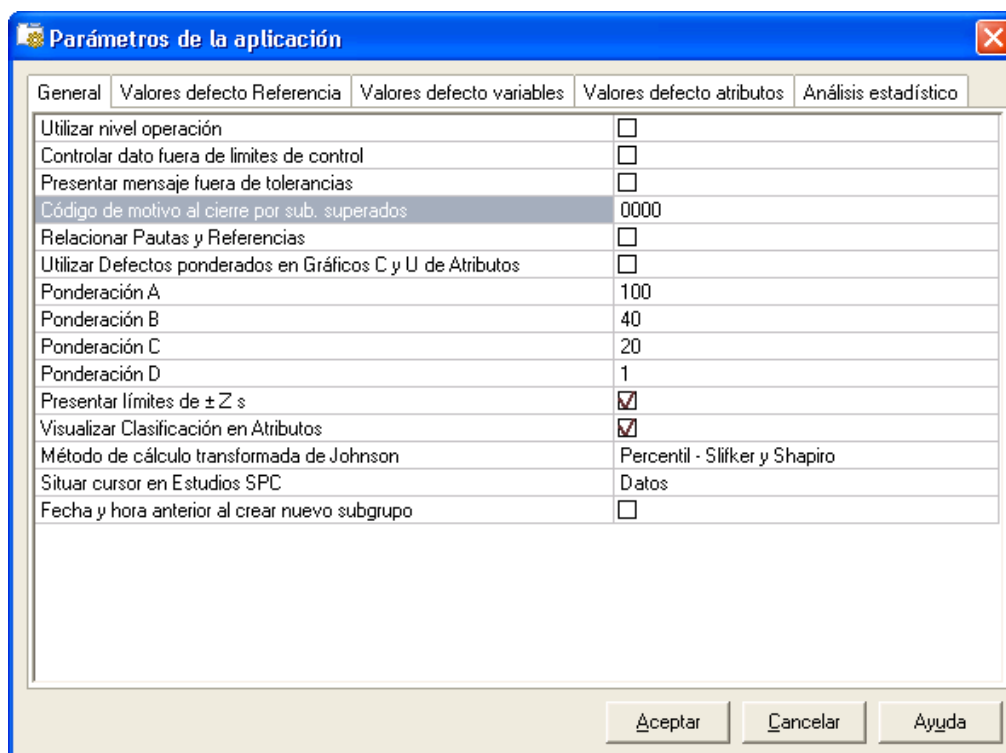 Parámetros de la aplicación
General Valores defecto Referencia Valores defecto variables Valores defecto atributos Análisis estadístico
Utilizar nivel operación
Controlar dato fuera de limites de control
Presentar mensaje fuera de tolerancias
Código de motivo al cierre por sub. superados 0000
Relacionar Pautas y Referencias
Utilizar Defectos ponderados en Gráficos C y U de Atributos
Ponderación A 100
Ponderación B 40
Ponderación C 20
Ponderación D 1
Presentar límites de ± Z s
Visualizar Clasificación en Atributos
Método de cálculo transformada de Johnson Percentil - Slifker y Shapiro
Situar cursor en Estudios SPC Datos
Fecha y hora anterior al crear nuevo subgrupo
Aceptar Cancelar Ayuda